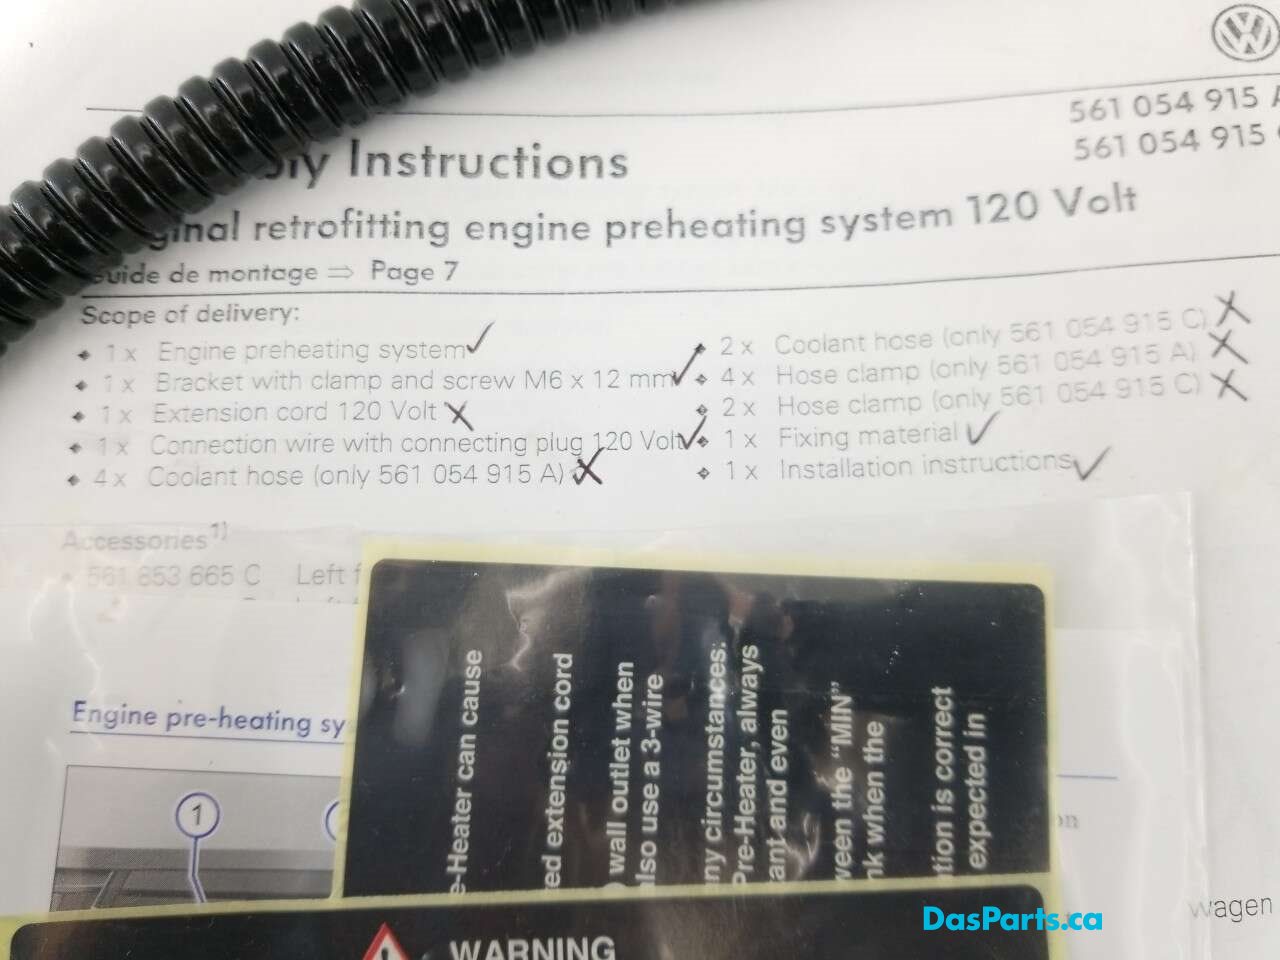 561 054 915
561 054 915
Instructions
retrofitting engine preheating system 120 Volt
Guide de montage ⇒ Page 7
Scope of delivery:
◆ 1 x Engine preheating system ✓
◆ 1 x Bracket with clamp and screw M6 x 12 mm ✓
◆ 1 x Extension cord 120 Volt X
◆ 1 x Connection wire with connecting plug 120 Volt ✓
◆ 4 x Coolant hose (only 561 054 915 A) X
◆ 2 x Coolant hose (only 561 054 915 C) X
◆ 4 x Hose clamp (only 561 054 915 A) X
◆ 2 x Hose clamp (only 561 054 915 C) X
◆ 1 x Fixing material ✓
◆ 1 x Installation instructions ✓
Accessories1)
561 853 665 C Left
Engine pre-heating sy
1
e-Heater can cause
ed extension cord
wall outlet when
lso use a 3-wire
ny circumstances.
Pre-Heater, always
ant and even
ween the “MIN”
nk when the
tion is correct
expected in
wagen
WARNING
DasParts.ca